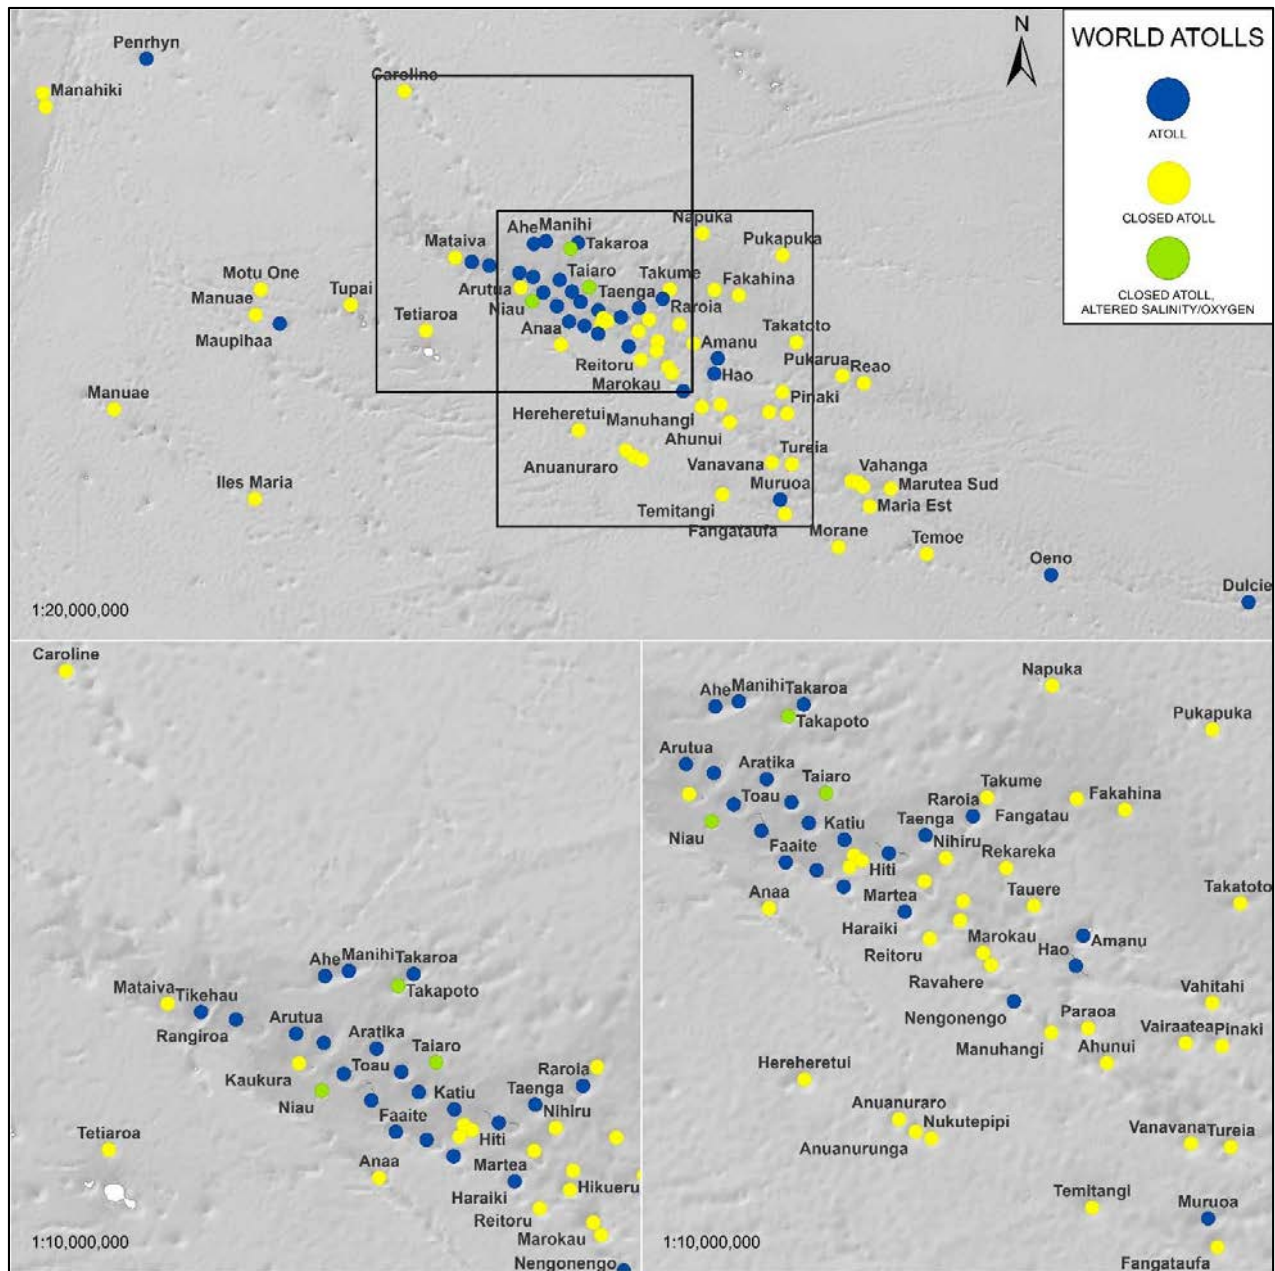 Penrhyn
Manahiki
Caroline
N
WORLD ATOLLS
ATOLL
CLOSED ATOLL
CLOSED ATOLL,
ALTERED SALINITY/OXYGEN
Napuka
Ahe Manihi
Takaroa
Pukapuka
Mataiva
Motu One
Tupai
Manuae
Maupihaa
Arutua
Taiaro
Takume
Fakahina
Taenga
Niau
Raroia
Tetiaroa
Anaa
Takatoto
Amanu
Reitoru
Pukarua
Reao
Marokau
Hao
Manuae
Pinaki
Hereheretui
Manuhangi
Ahunui
Anuanuraro
Vanavana
Tureia
Iles Maria
Muruoa
Vahanga
Marutea Sud
Temitangi
Maria Est
Fangataufa
Morane
Temoe
Oeno
Dulcie
1:20,000,000
Caroline
Ahe Manihi Takaroa
Takapoto
Mataiva
Tikehau
Rangiroa
Arutua
Aratika
Taiaro
Toau
Kaukura
Raroia
Niau
Katiu
Taenga
Faaite
Nihiru
Tetiaroa
Hiti
Anaa
Martea
Haraiki
Hikueru
Reitoru
Marokau
1:10,000,000
Nengonengo
Napuka
Ahe Manihi Takaroa
Takapoto
Pukapuka
Arutua
Aratika
Taiaro
Takume
Toau
Raroia
Fakahina
Fangatau
Niau
Katiu
Taenga
Faaite
Nihiru
Hiti
Rekareka
Anaa
Martea
Tauere
Takatoto
Haraiki
Marokau
Amanu
Reitoru
Hao
Ravahere
Vahitahi
Nengonengo
Paraoa
Vairaatea Pinaki
Manuhangi
Ahunui
Hereheretui
Anuanuraro
Nukutepipi
Anuanurunga
Vanavana Tureia
Temitangi
Muruoa
1:10,000,000
Fangataufa